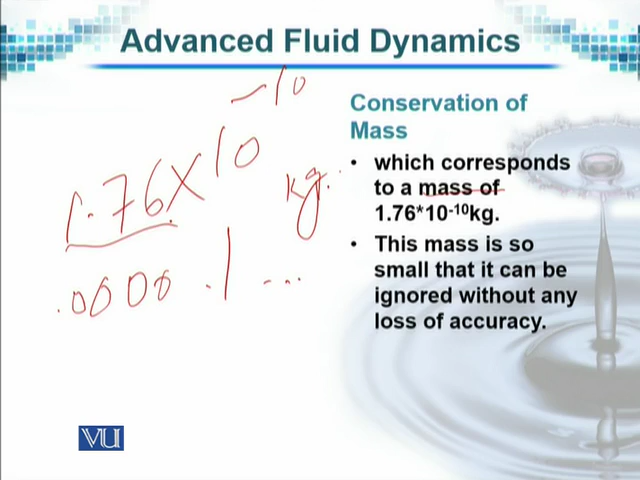 Advanced Fluid Dynamics
-10
1.76×10
kg.
.0000 .1 ...
Conservation of
Mass
• which corresponds
to a mass of
1.76*10-10kg.
• This mass is so
small that it can be
ignored without any
loss of accuracy.
VU